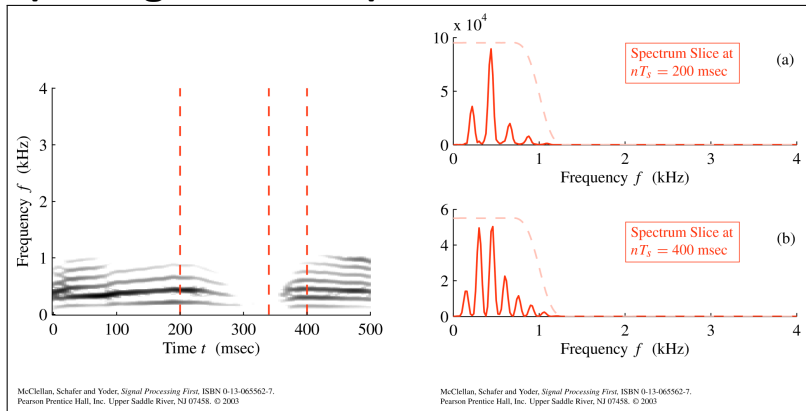 4
3
2
1
0
Frequency f (kHz)
0 100 200 300 400 500
Time t (msec)
McClellan, Schafer and Yoder, Signal Processing First, ISBN 0-13-065562-7.
Pearson Prentice Hall, Inc. Upper Saddle River, NJ 07458. © 2003
x 10⁴
10
5
0
Spectrum Slice at
nTₛ = 200 msec
(a)
0 1 2 3 4
Frequency f (kHz)
6
4
2
0
Spectrum Slice at
nTₛ = 400 msec
(b)
0 1 2 3 4
Frequency f (kHz)
McClellan, Schafer and Yoder, Signal Processing First, ISBN 0-13-065562-7.
Pearson Prentice Hall, Inc. Upper Saddle River, NJ 07458. © 2003